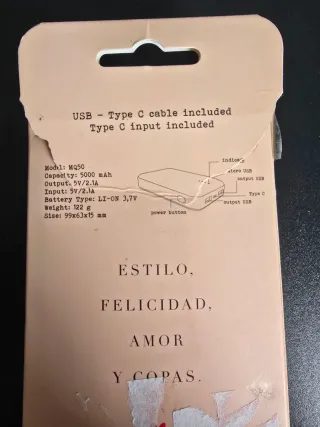 USB - Type C cable included
Type C input included
Model: MQ50
Capacity: 5000 mAh
Output: 5V/2.1A
Input: 5V/2.1A
Battery Type: LI-ON 3,7V
Weight: 122 g
Size: 99x63x15 mm
micro USB
output USB
Type C
output USB
power button
ESTILO,
FELICIDAD,
AMOR
Y COPAS.